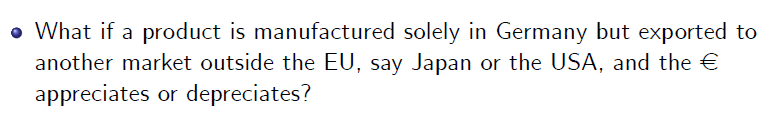 • What if a product is manufactured solely in Germany but exported to
another market outside the EU, say Japan or the USA, and the €
appreciates or depreciates?